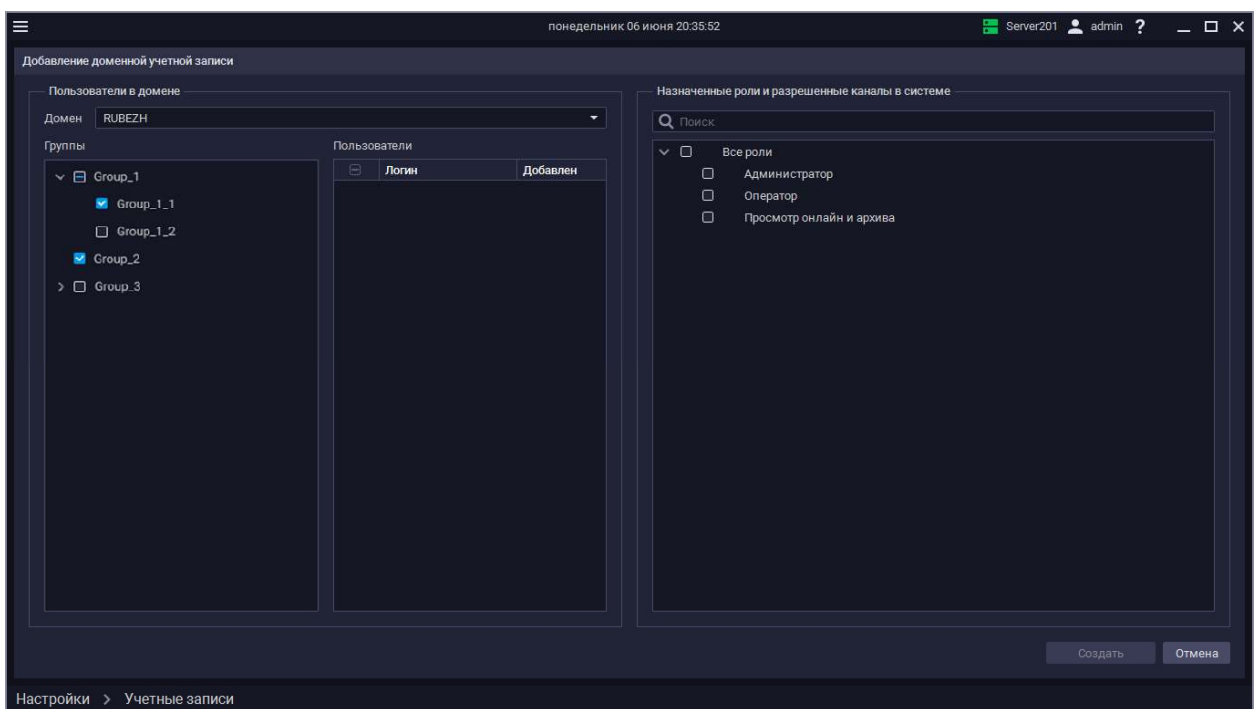 понедельник 06 июня 20:35:52
Server201 admin ?
Добавление доменной учетной записи
Пользователи в домене
Домен RUBEZH
Группы
Group_1
Group_1_1
Group_1_2
Group_2
Group_3
Пользователи
Логин Добавлен
Назначенные роли и разрешенные каналы в системе
Поиск
Все роли
Администратор
Оператор
Просмотр онлайн и архива
Создать Отмена
Настройки > Учетные записи